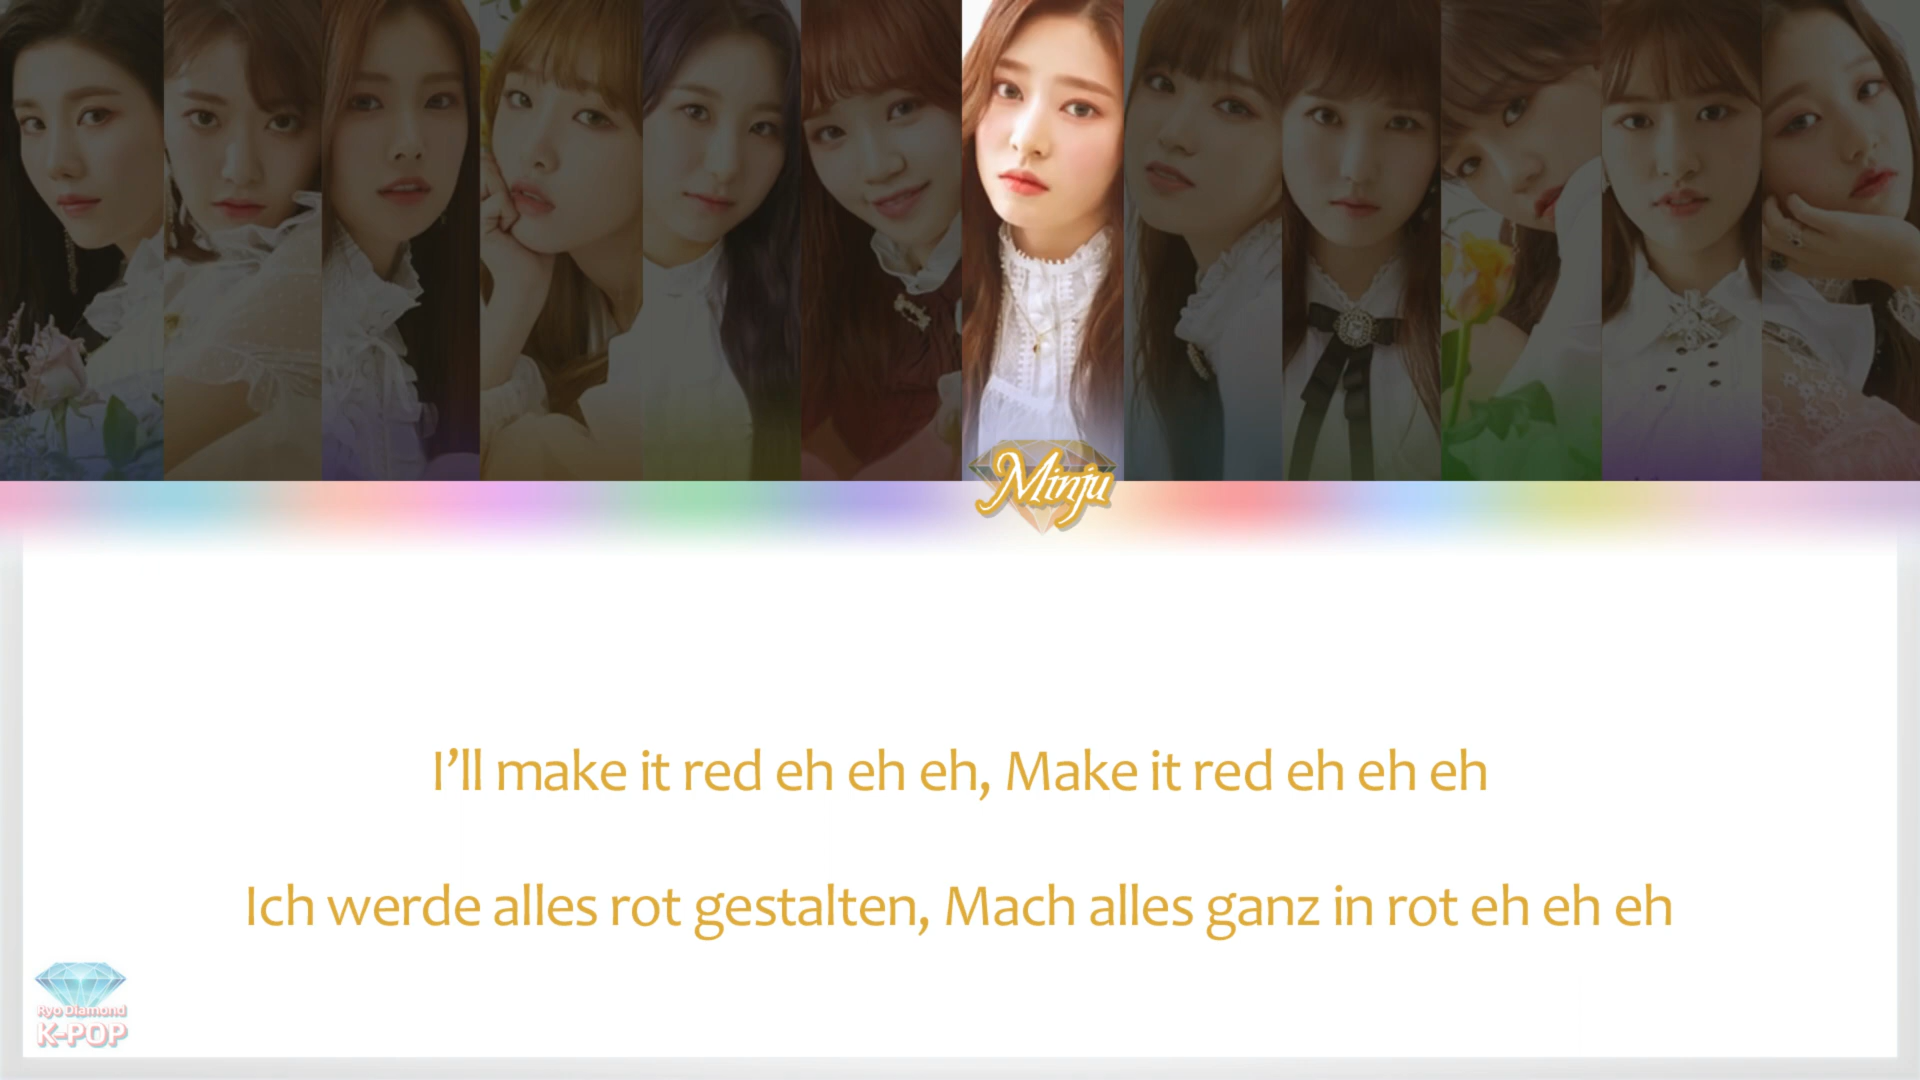 Minju
I’ll make it red eh eh eh, Make it red eh eh eh
Ich werde alles rot gestalten, Mach alles ganz in rot eh eh eh
Ryo Diamond
K-POP